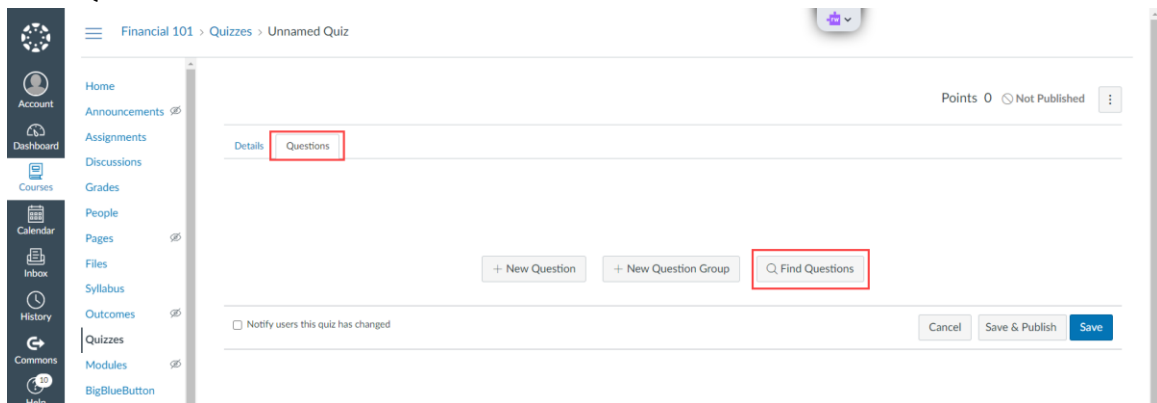 Financial 101 › Quizzes › Unnamed Quiz
Account
Dashboard
Courses
Calendar
Inbox
History
Commons
10
Help
Home
Announcements
Assignments
Discussions
Grades
People
Pages
Files
Syllabus
Outcomes
Quizzes
Modules
BigBlueButton
Points 0 Not Published
Details Questions
+ New Question + New Question Group Find Questions
Notify users this quiz has changed
Cancel Save & Publish Save